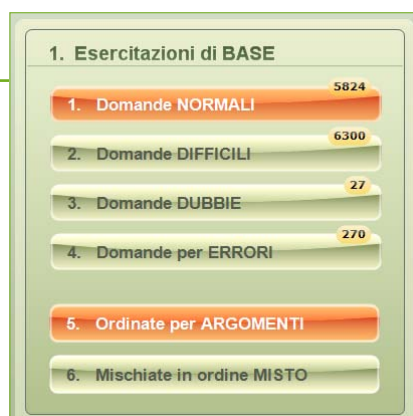 1. Esercitazioni di BASE
5824
1. Domande NORMALI
6300
2. Domande DIFFICILI
27
3. Domande DUBBIE
270
4. Domande per ERRORI
5. Ordinate per ARGOMENTI
6. Mischiate in ordine MISTO